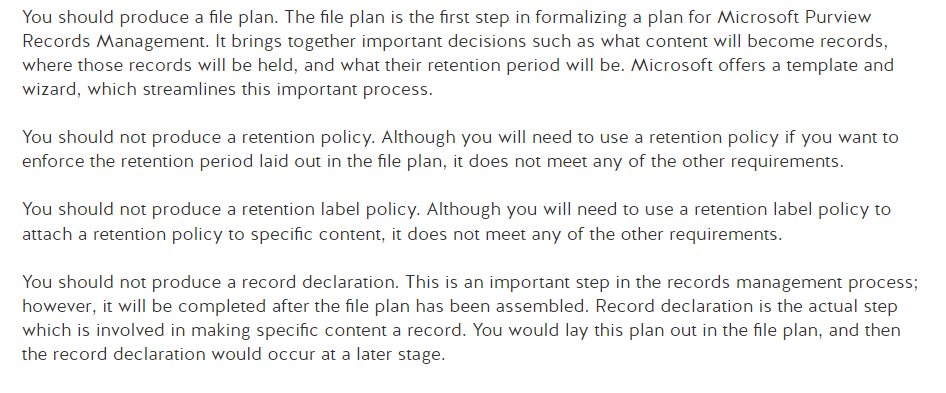 You should produce a file plan. The file plan is the first step in formalizing a plan for Microsoft Purview
Records Management. It brings together important decisions such as what content will become records,
where those records will be held, and what their retention period will be. Microsoft offers a template and
wizard, which streamlines this important process.

You should not produce a retention policy. Although you will need to use a retention policy if you want to
enforce the retention period laid out in the file plan, it does not meet any of the other requirements.

You should not produce a retention label policy. Although you will need to use a retention label policy to
attach a retention policy to specific content, it does not meet any of the other requirements.

You should not produce a record declaration. This is an important step in the records management process;
however, it will be completed after the file plan has been assembled. Record declaration is the actual step
which is involved in making specific content a record. You would lay this plan out in the file plan, and then
the record declaration would occur at a later stage.